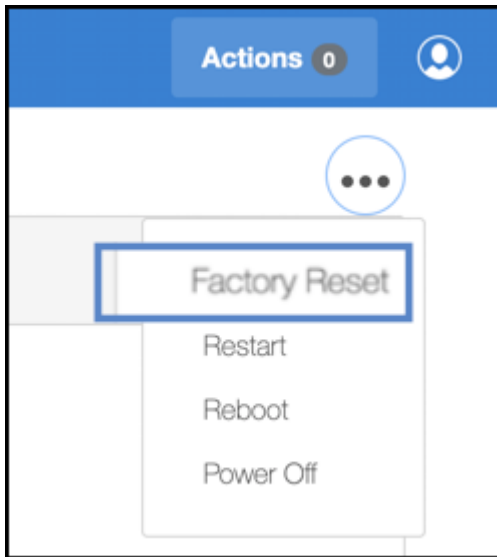 Actions 0
Factory Reset
Restart
Reboot
Power Off